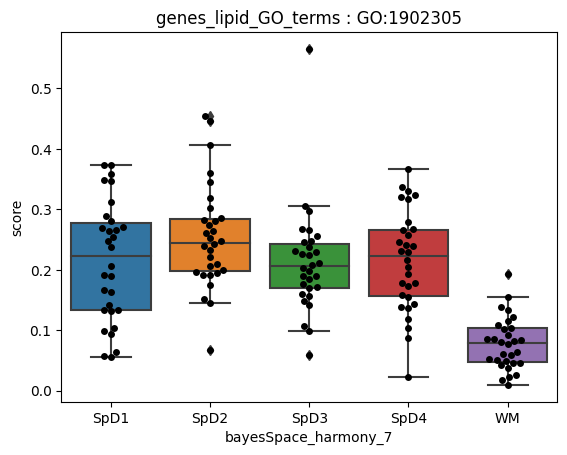 genes_lipid_GO_terms : GO:1902305
score
0.5
0.4
0.3
0.2
0.1
0.0
SpD1 SpD2 SpD3 SpD4 WM
bayesSpace_harmony_7